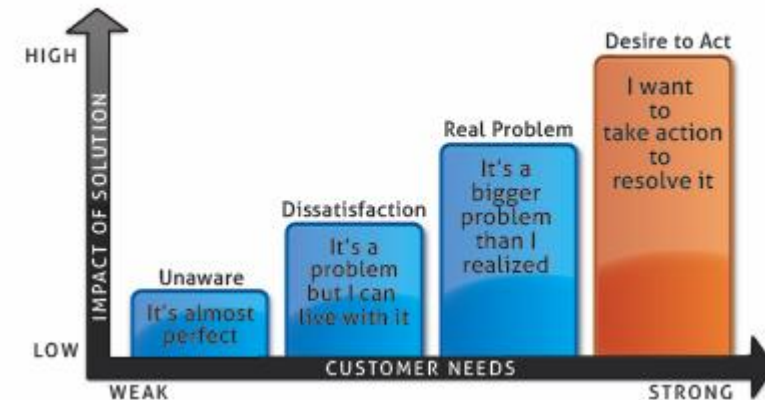 HIGH
IMPACT OF SOLUTION
LOW
Unaware
It's almost
perfect
Dissatisfaction
It's a
problem
but I can
live with it
Real Problem
It's a
bigger
problem
than I
realized
Desire to Act
I want
to
take action
to
resolve it
CUSTOMER NEEDS
WEAK
STRONG